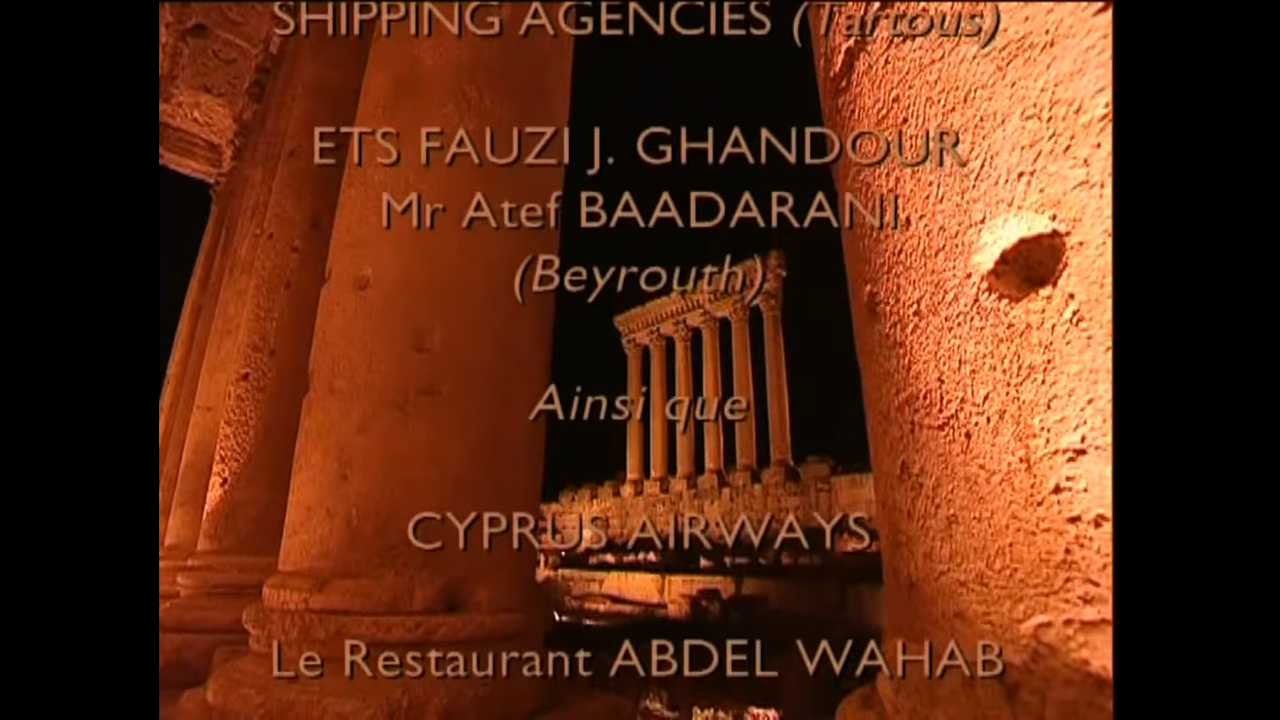 SHIPPING AGENCIES (Tartous)
ETS FAUZI J. GHANDOUR
Mr Atef BAADARANI
(Beyrouth)
Ainsi que
CYPRUS AIRWAYS
Le Restaurant ABDEL WAHAB